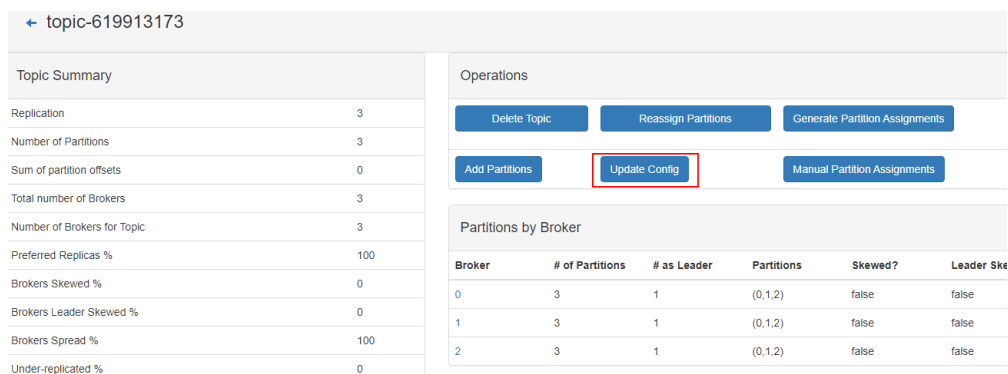 ← topic-619913173
Topic Summary
Replication 3
Number of Partitions 3
Sum of partition offsets 0
Total number of Brokers 3
Number of Brokers for Topic 3
Preferred Replicas % 100
Brokers Skewed % 0
Brokers Leader Skewed % 0
Brokers Spread % 100
Under-replicated % 0
Operations
Delete Topic Reassign Partitions Generate Partition Assignments
Add Partitions Update Config Manual Partition Assignments
Partitions by Broker
Broker # of Partitions # as Leader Partitions Skewed? Leader Ske
0 3 1 (0,1,2) false false
1 3 1 (0,1,2) false false
2 3 1 (0,1,2) false false